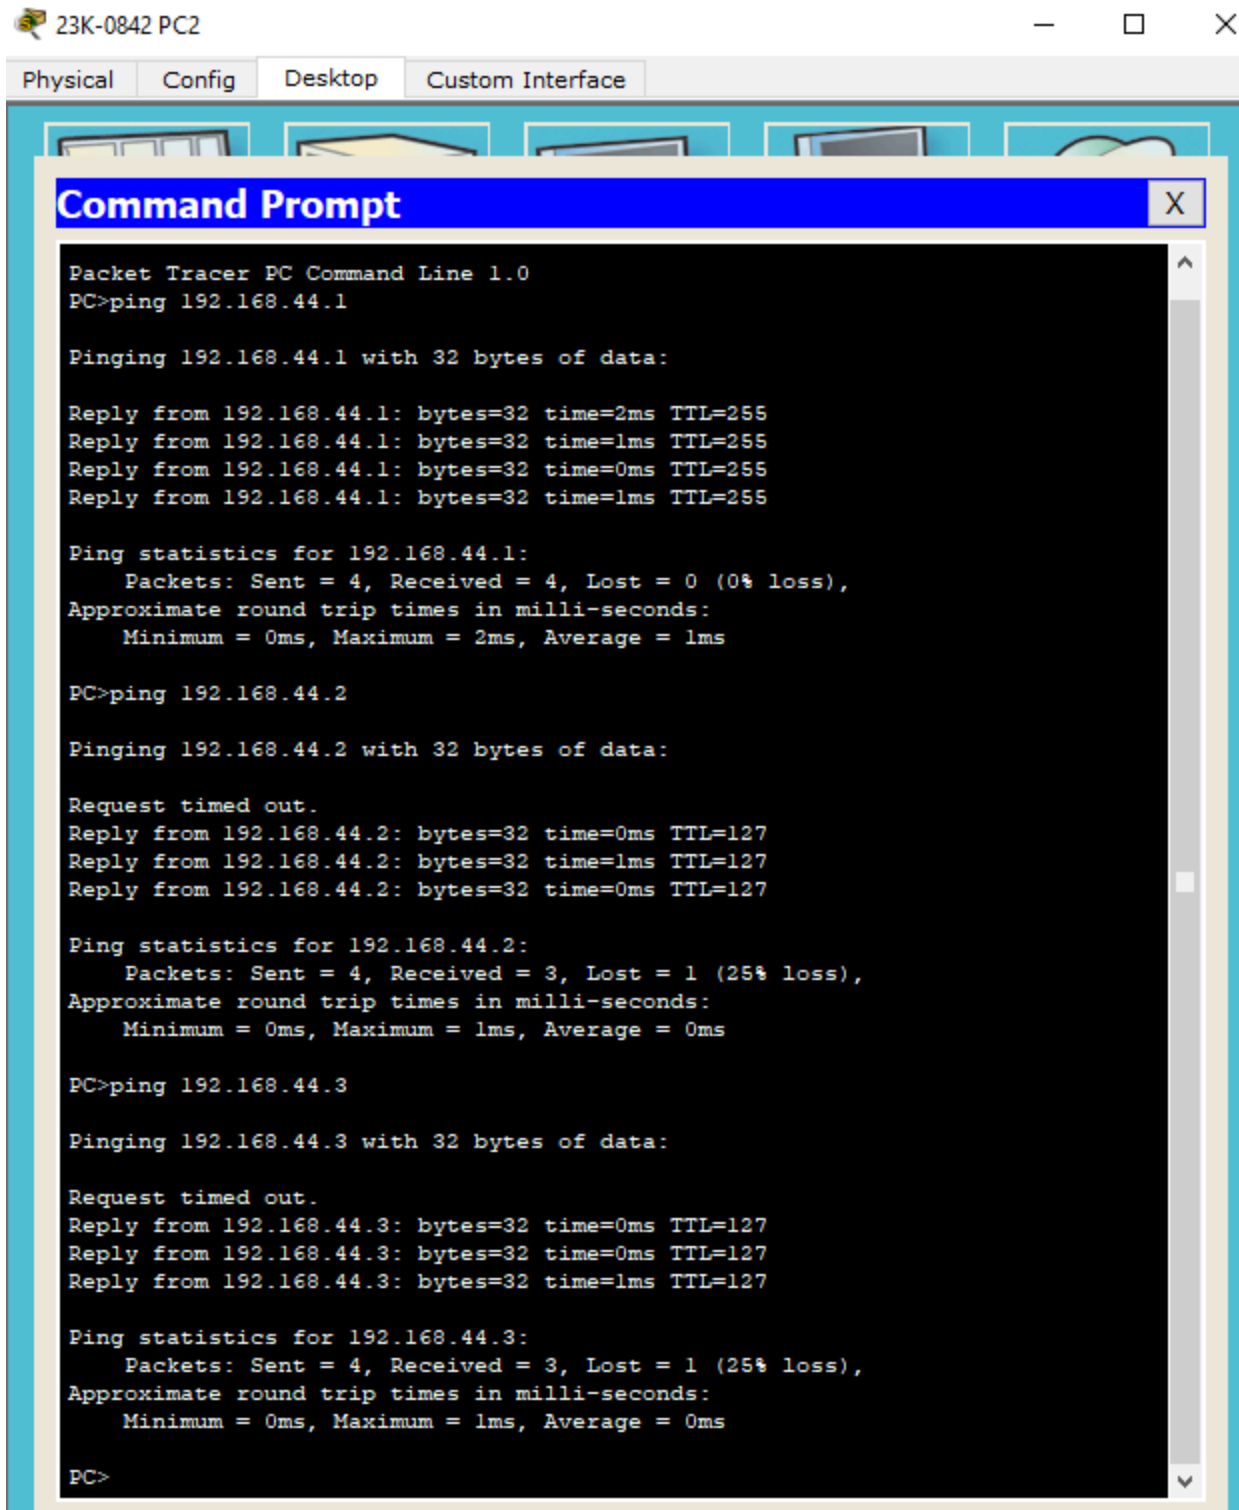 23K-0842 PC2
Physical Config Desktop Custom Interface
Command Prompt X
Packet Tracer PC Command Line 1.0
PC>ping 192.168.44.1
Pinging 192.168.44.1 with 32 bytes of data:
Reply from 192.168.44.1: bytes=32 time=2ms TTL=255
Reply from 192.168.44.1: bytes=32 time=1ms TTL=255
Reply from 192.168.44.1: bytes=32 time=0ms TTL=255
Reply from 192.168.44.1: bytes=32 time=1ms TTL=255
Ping statistics for 192.168.44.1:
Packets: Sent = 4, Received = 4, Lost = 0 (0% loss),
Approximate round trip times in milli-seconds:
Minimum = 0ms, Maximum = 2ms, Average = 1ms
PC>ping 192.168.44.2
Pinging 192.168.44.2 with 32 bytes of data:
Request timed out.
Reply from 192.168.44.2: bytes=32 time=0ms TTL=127
Reply from 192.168.44.2: bytes=32 time=1ms TTL=127
Reply from 192.168.44.2: bytes=32 time=0ms TTL=127
Ping statistics for 192.168.44.2:
Packets: Sent = 4, Received = 3, Lost = 1 (25% loss),
Approximate round trip times in milli-seconds:
Minimum = 0ms, Maximum = 1ms, Average = 0ms
PC>ping 192.168.44.3
Pinging 192.168.44.3 with 32 bytes of data:
Request timed out.
Reply from 192.168.44.3: bytes=32 time=0ms TTL=127
Reply from 192.168.44.3: bytes=32 time=0ms TTL=127
Reply from 192.168.44.3: bytes=32 time=1ms TTL=127
Ping statistics for 192.168.44.3:
Packets: Sent = 4, Received = 3, Lost = 1 (25% loss),
Approximate round trip times in milli-seconds:
Minimum = 0ms, Maximum = 1ms, Average = 0ms
PC>